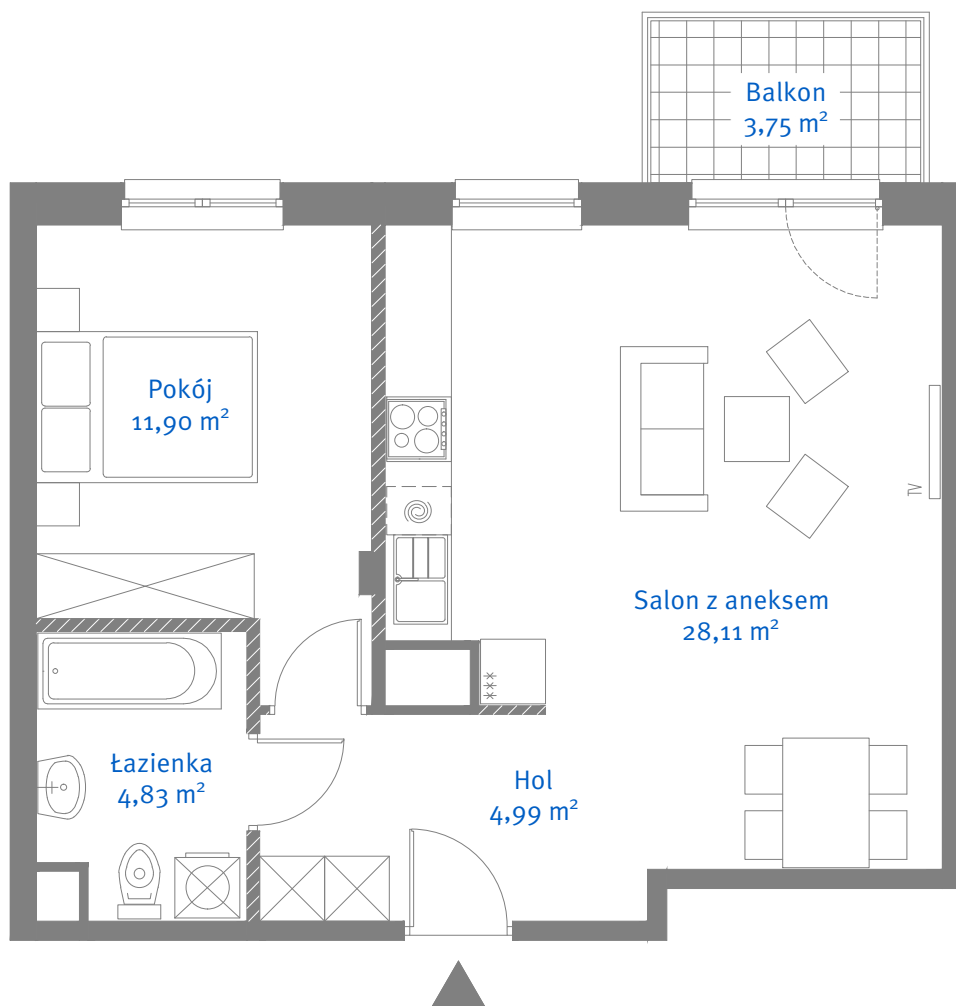 Balkon
3,75 m²
Pokój
11,90 m²
TV
Salon z aneksem
28,11 m²
Łazienka
4,83 m²
Hol
4,99 m²